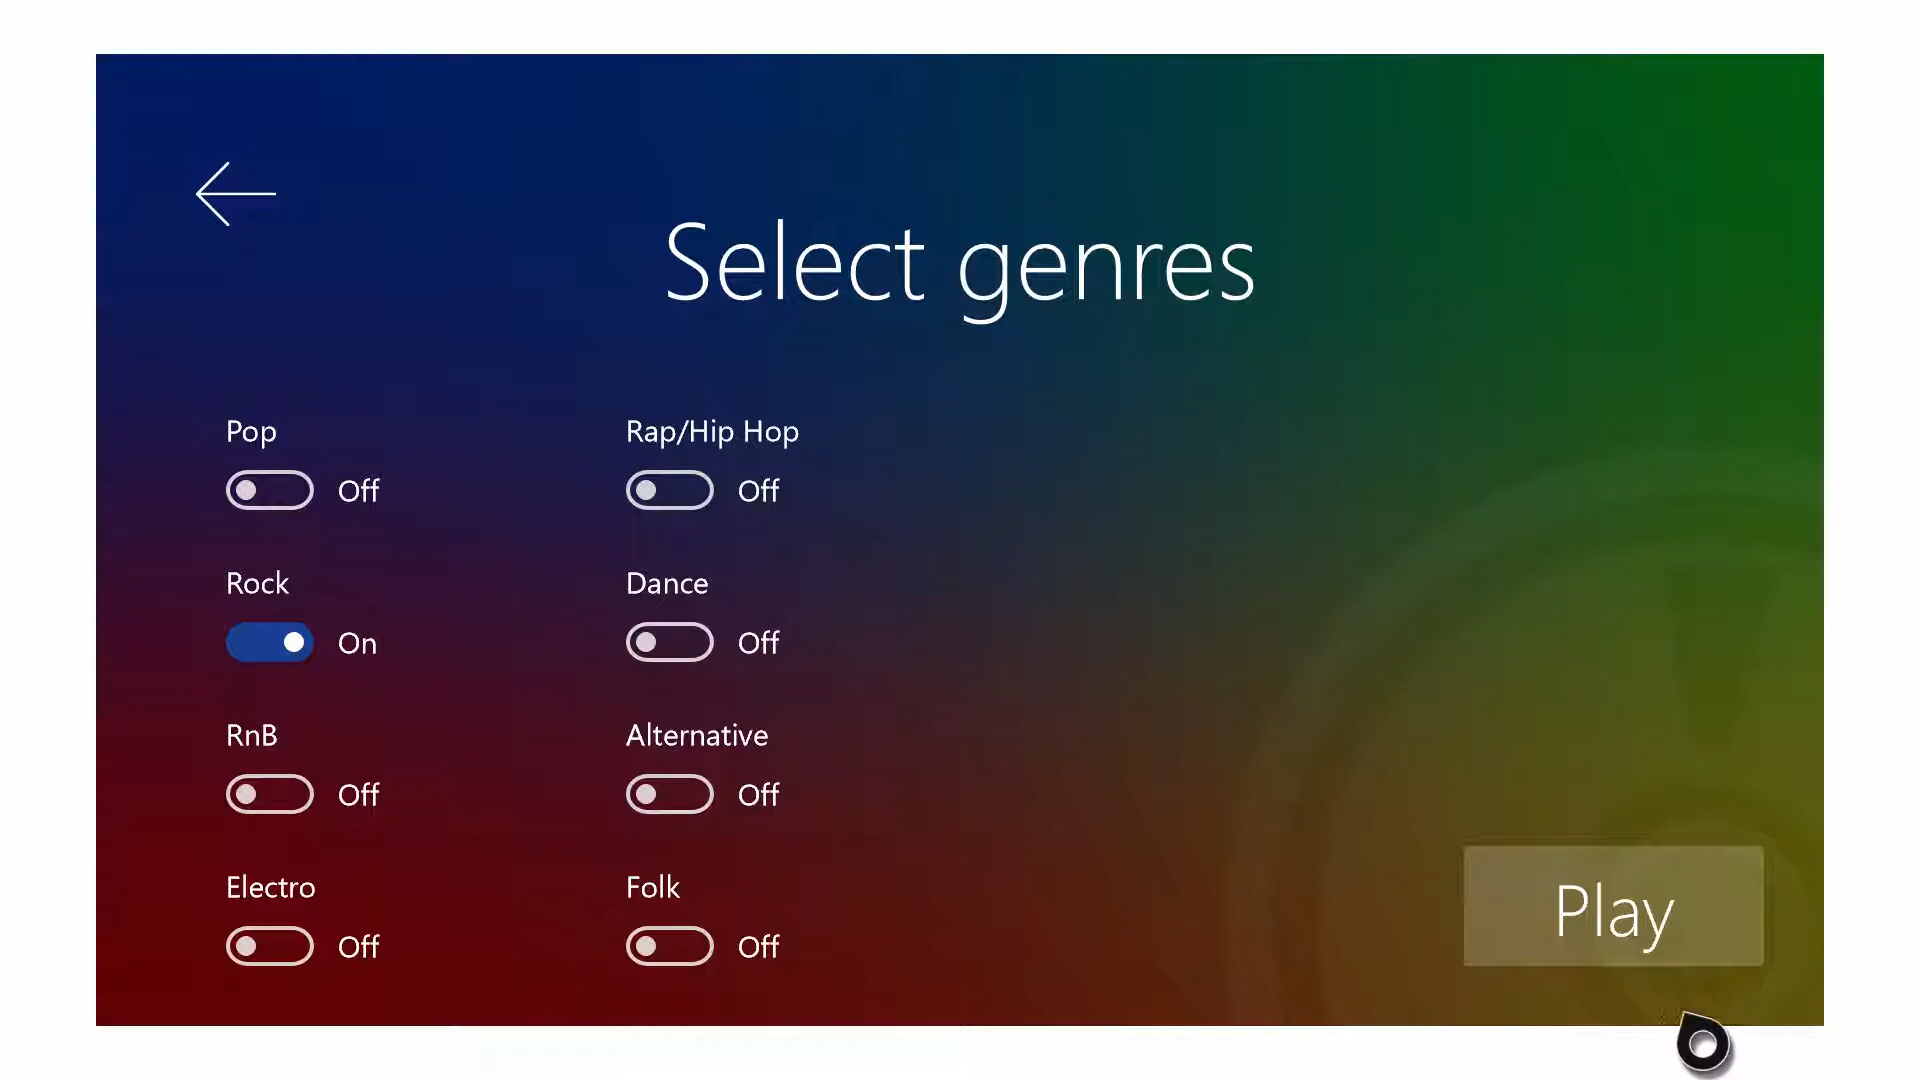 Select genres
Pop
Off
Rap/Hip Hop
Off
Rock
On
Dance
Off
RnB
Off
Alternative
Off
Electro
Off
Folk
Off
Play